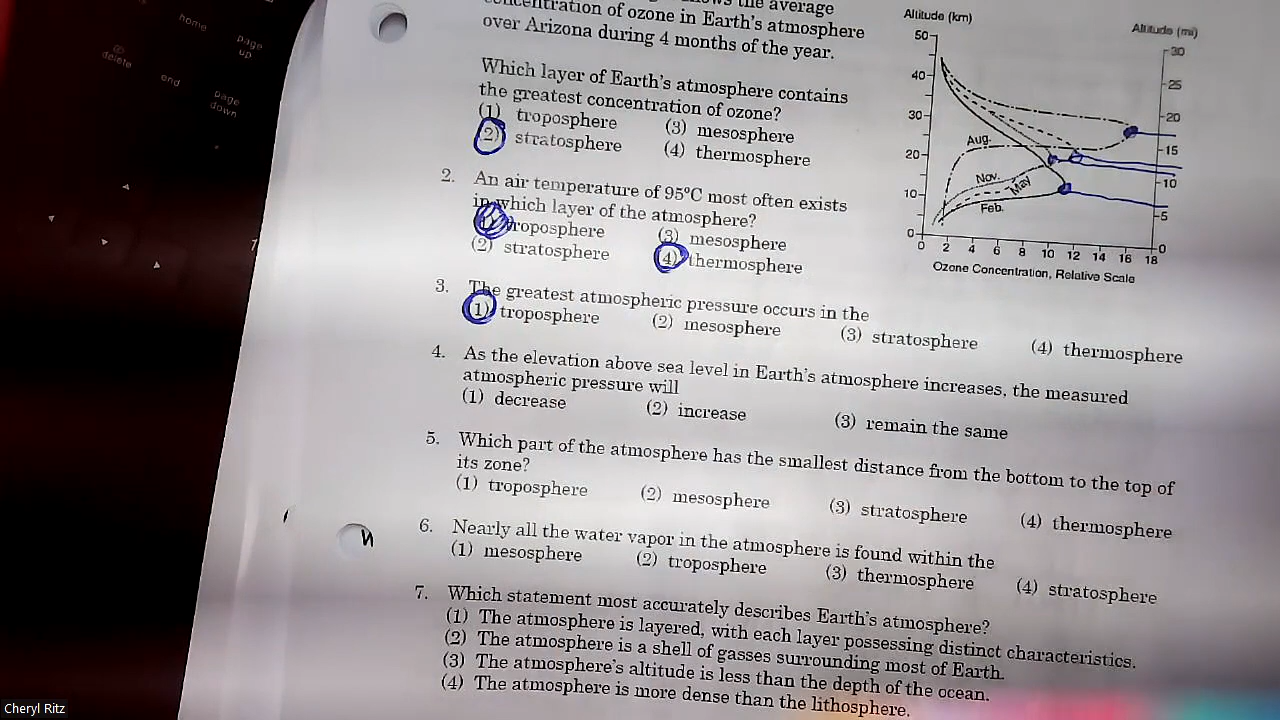 the average
concentration of ozone in Earth's atmosphere
over Arizona during 4 months of the year.
Which layer of Earth's atmosphere contains
the greatest concentration of ozone?
(1) troposphere (3) mesosphere
(2) stratosphere (4) thermosphere
2. An air temperature of 95°C most often exists
in which layer of the atmosphere?
(1) troposphere (3) mesosphere
(2) stratosphere (4) thermosphere
3. The greatest atmospheric pressure occurs in the
(1) troposphere (2) mesosphere (3) stratosphere (4) thermosphere
4. As the elevation above sea level in Earth's atmosphere increases, the measured
atmospheric pressure will
(1) decrease (2) increase (3) remain the same
5. Which part of the atmosphere has the smallest distance from the bottom to the top of
its zone?
(1) troposphere (2) mesosphere (3) stratosphere (4) thermosphere
6. Nearly all the water vapor in the atmosphere is found within the
(1) mesosphere (2) troposphere (3) thermosphere (4) stratosphere
7. Which statement most accurately describes Earth's atmosphere?
(1) The atmosphere is layered, with each layer possessing distinct characteristics.
(2) The atmosphere is a shell of gasses surrounding most of Earth.
(3) The atmosphere's altitude is less than the depth of the ocean.
(4) The atmosphere is more dense than the lithosphere.
Altitude (km) Altitude (mi)
50 30
40 25
30 20
20 15
10 10
0 5
0
Aug.
Nov.
May
Feb.
0 2 4 6 8 10 12 14 16 18
Ozone Concentration, Relative Scale
home
page
up
delete
end
page
down
Cheryl Ritz